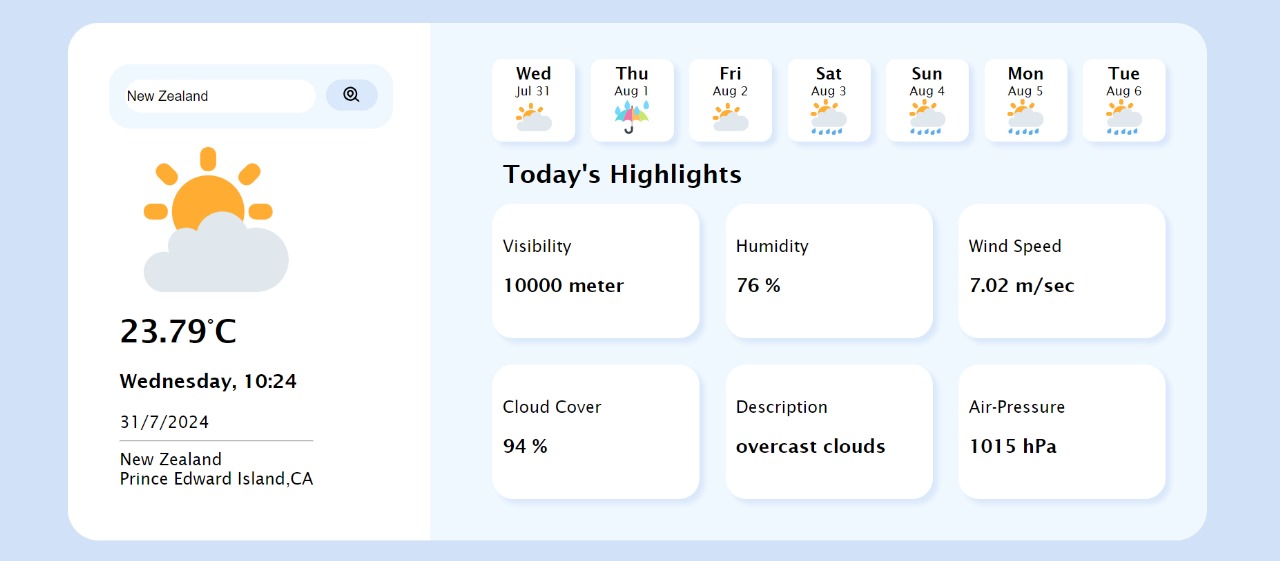 New Zealand
23.79°C
Wednesday, 10:24
31/7/2024
New Zealand
Prince Edward Island,CA
Wed Thu Fri Sat Sun Mon Tue
Jul 31 Aug 1 Aug 2 Aug 3 Aug 4 Aug 5 Aug 6
Today's Highlights
Visibility Humidity Wind Speed
10000 meter 76 % 7.02 m/sec
Cloud Cover Description Air-Pressure
94 % overcast clouds 1015 hPa